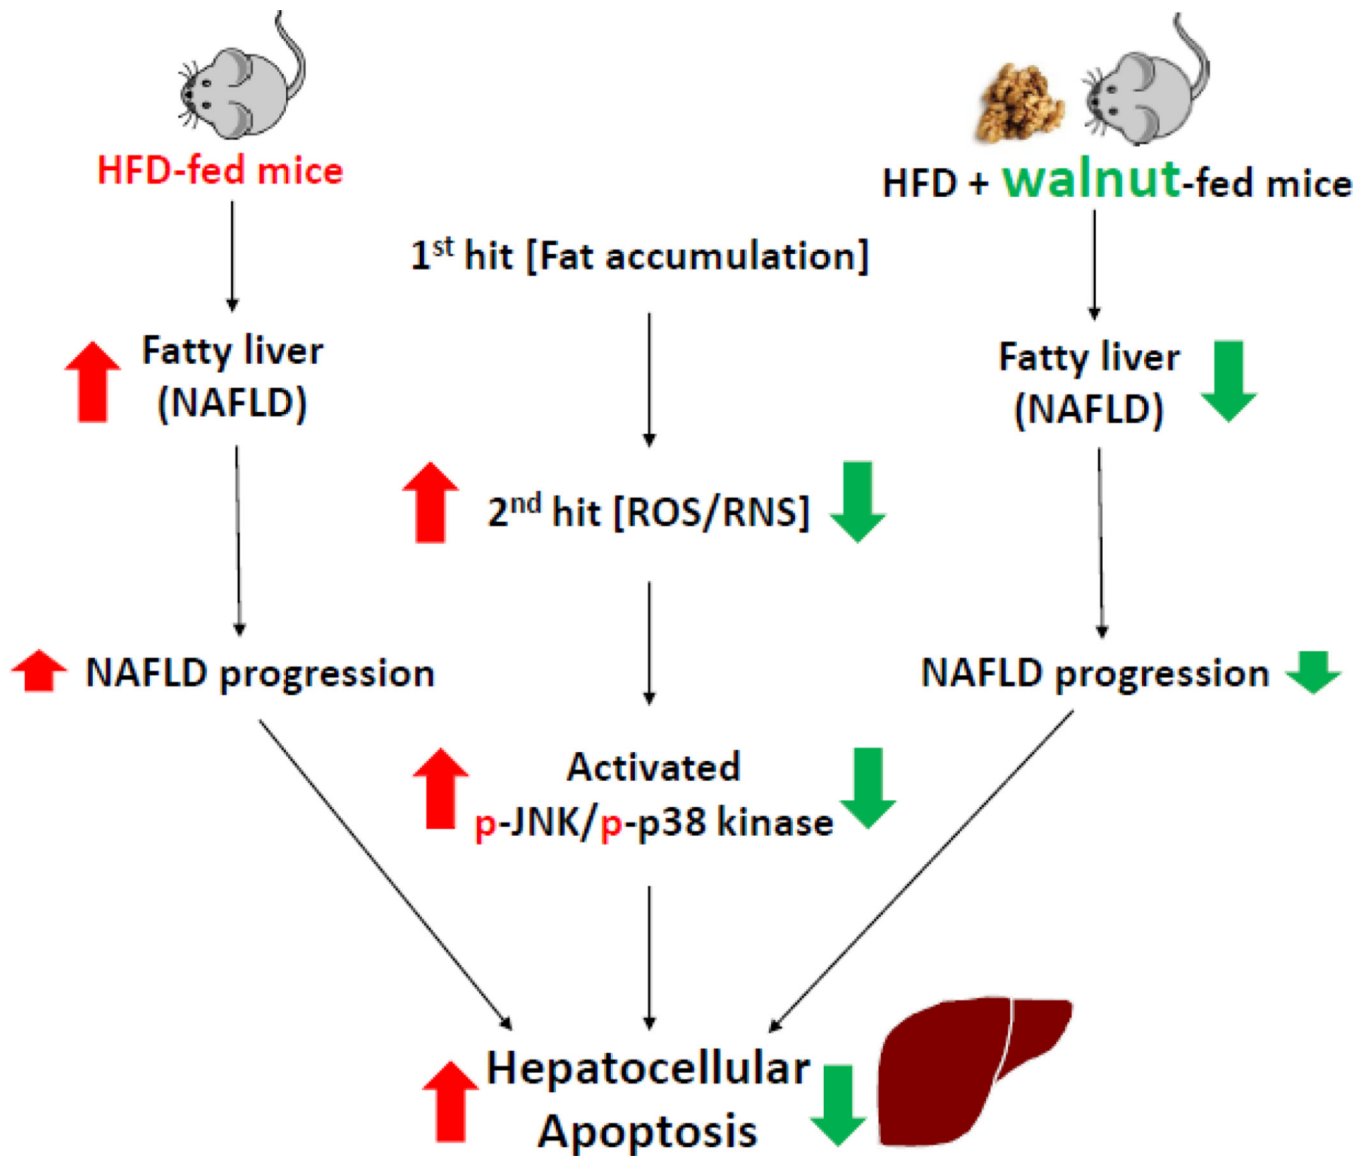 HFD-fed mice
HFD + walnut-fed mice
1st hit [Fat accumulation]
Fatty liver
(NAFLD)
Fatty liver
(NAFLD)
2nd hit [ROS/RNS]
NAFLD progression
NAFLD progression
Activated
p-JNK/p-p38 kinase
Hepatocellular
Apoptosis